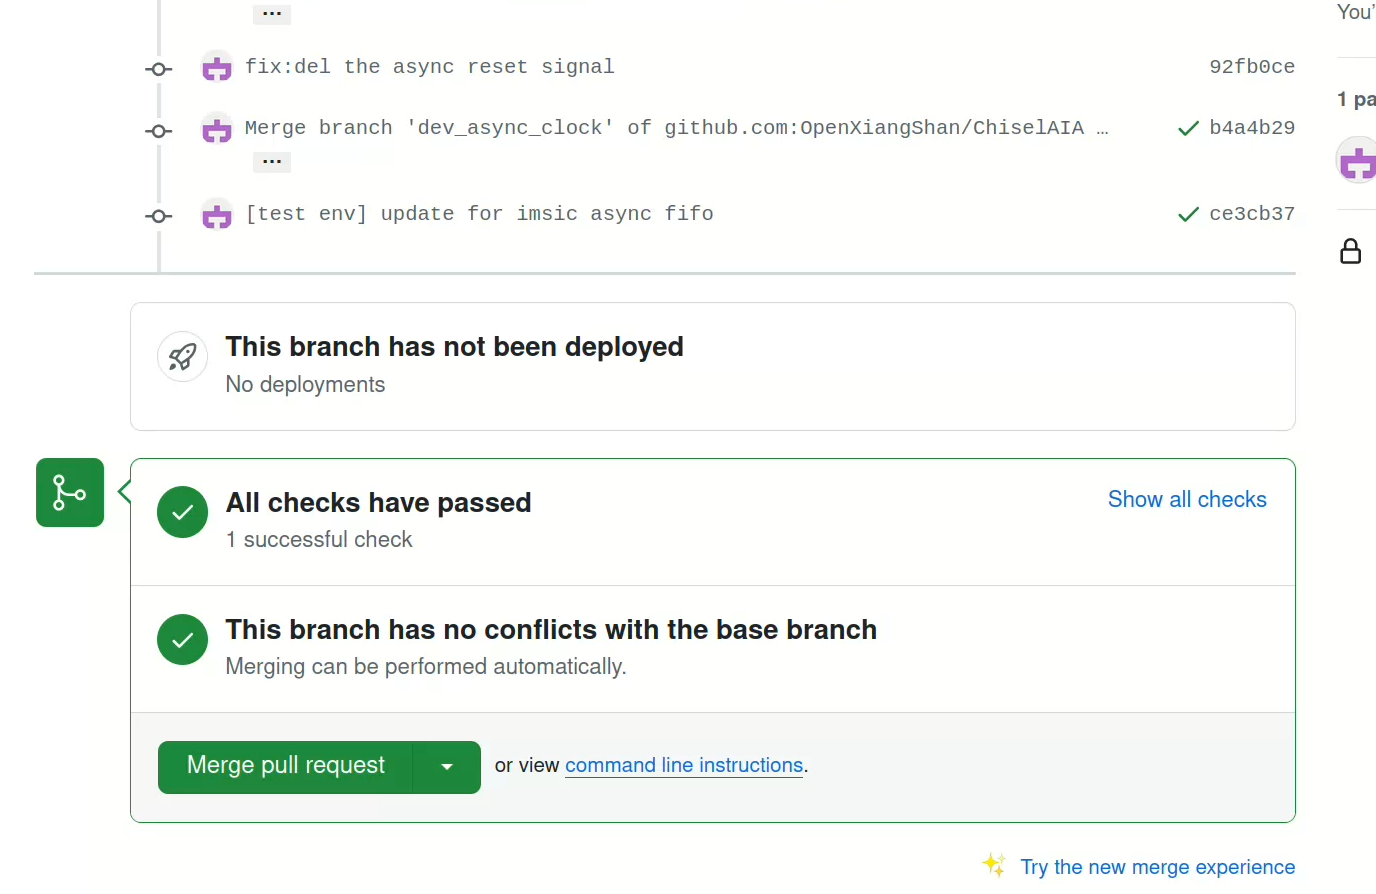 You'
...
fix:del the async reset signal 92fb0ce
1 pa
Merge branch 'dev_async_clock' of github.com:OpenXiangShan/ChiselAIA … b4a4b29
...
[test env] update for imsic async fifo ce3cb37
This branch has not been deployed
No deployments
All checks have passed
Show all checks
1 successful check
This branch has no conflicts with the base branch
Merging can be performed automatically.
Merge pull request or view command line instructions.
Try the new merge experience